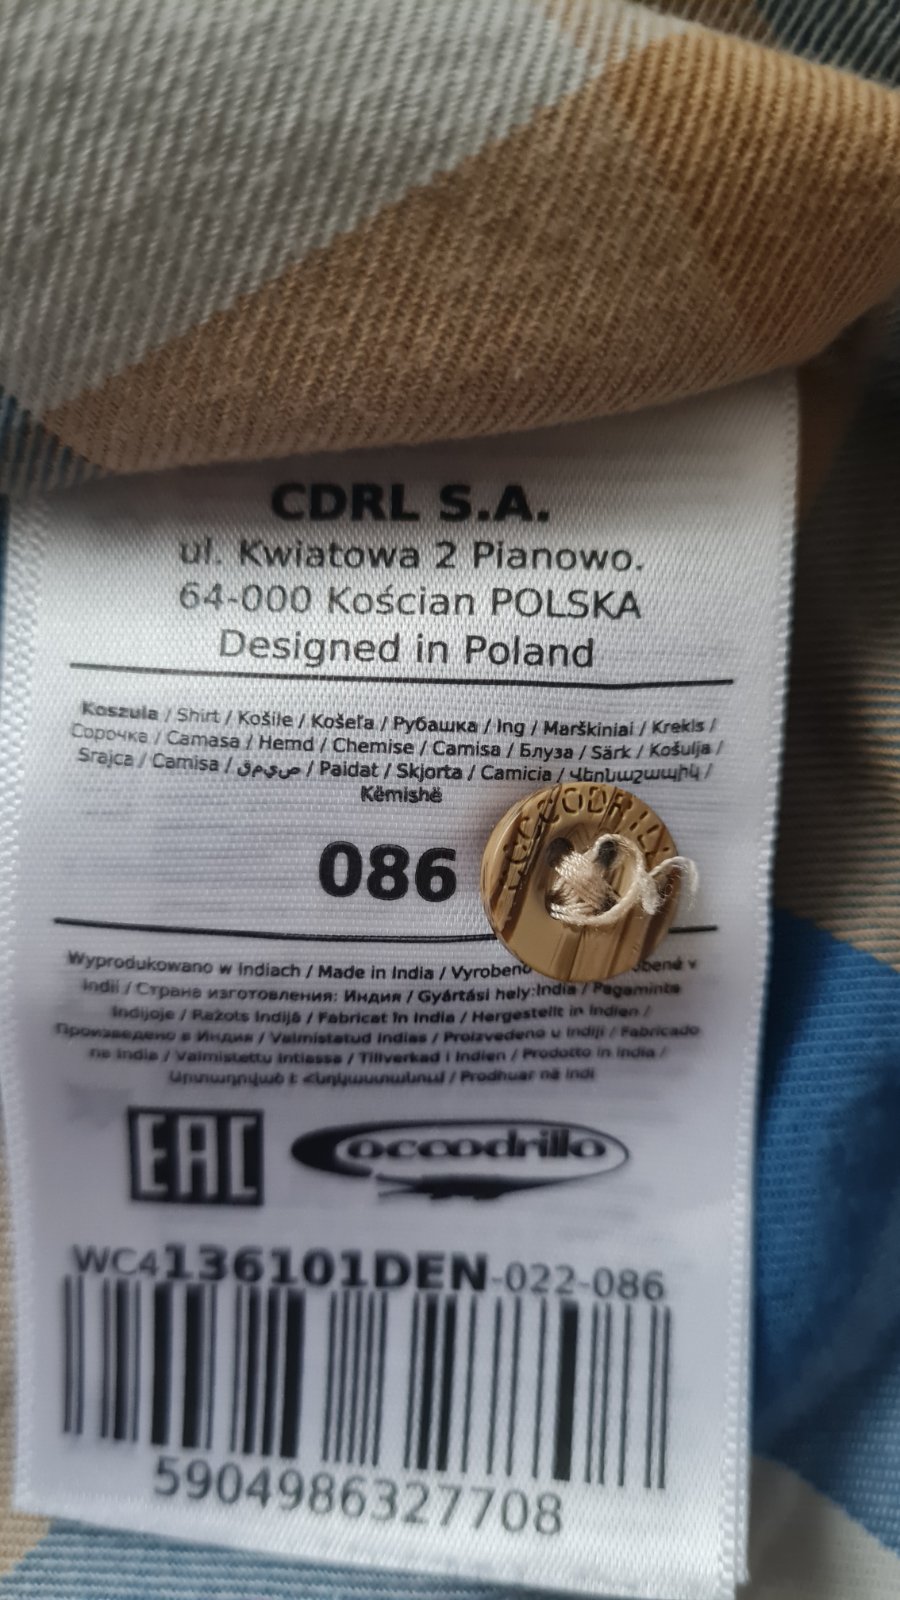 CDRL S.A.
ul. Kwiatowa 2 Pianowo.
64-000 Kościan POLSKA
Designed in Poland
Koszula / Shirt / Košile / Košeľa / Рубашка / Ing / Marškiniai / Krekls /
Сорочка / Camasa / Hemd / Chemise / Camisa / Блуза / Särk / Košulja /
Srajca / Camisa / صيمق / Paidat / Skjorta / Camicia / Վերնաշապիկ /
Këmishë
COCCODRILL
086
Wyprodukowano w Indiach / Made in India / Vyrobeno v
Indii / Страна изготовления: Индия / Gyártási hely:India / Pagaminta
Indijoje / Ražots Indijā / Fabricat în India / Hergestellt in Indien /
Произведено в Индия / Valmistatud Indias / Proizvedeno u Indiji / Fabricado
na India / Valmistettu Intiassa / Tillverkad i Indien / Prodotto in India /
Արտադրված է Հնդկաստանում / Prodhuar në Indi
EAC
Coccodrillo
WC4136101DEN-022-086
5904986327708